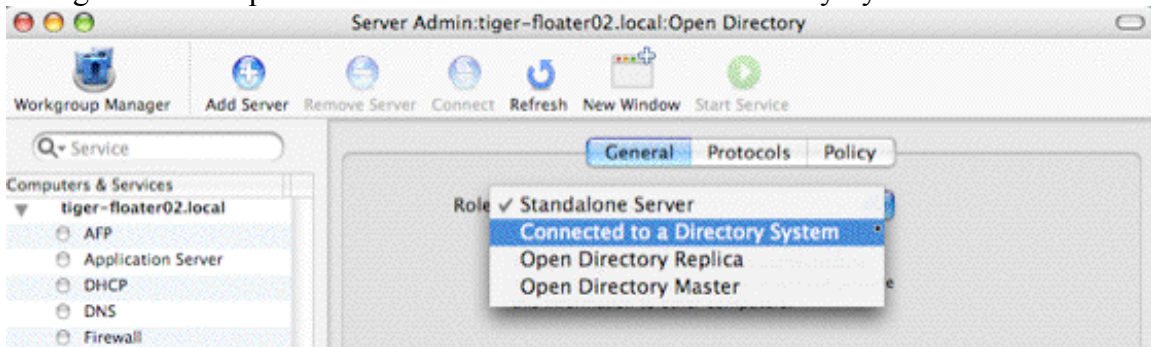 Server Admin:tiger-floater02.local:Open Directory
Workgroup Manager Add Server Remove Server Connect Refresh New Window Start Service
Service
General Protocols Policy
Computers & Services
tiger-floater02.local
AFP
Application Server
DHCP
DNS
Firewall
Role
✓ Standalone Server
Connected to a Directory System
Open Directory Replica
Open Directory Master